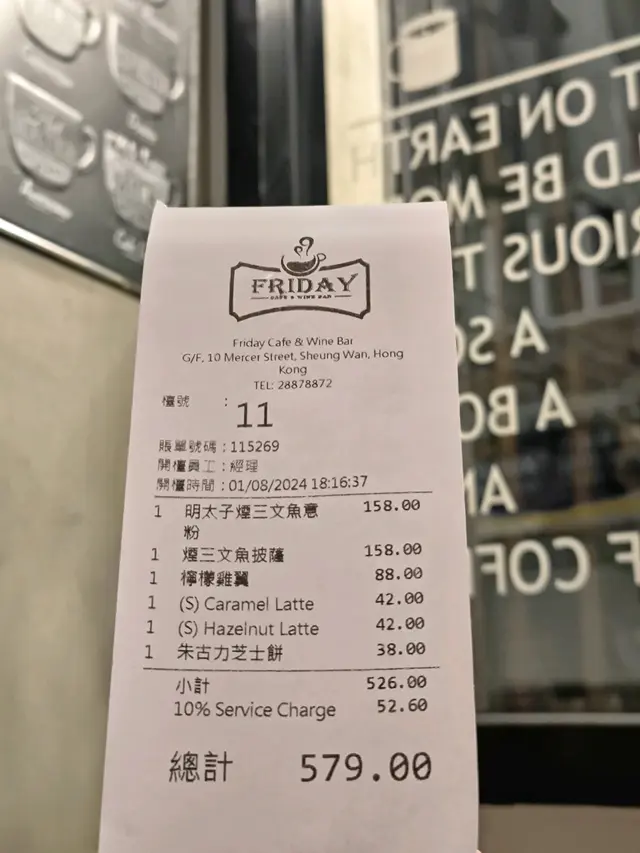 FRIDAY
CAFE & WINE BAR
Friday Cafe & Wine Bar
G/F, 10 Mercer Street, Sheung Wan, Hong
Kong
TEL: 28878872
檯號 : 11
賬單號碼 : 115269
開檯員工 : 經理
開檯時間 : 01/08/2024 18:16:37
1 明太子煙三文魚意 158.00
粉
1 煙三文魚披薩 158.00
1 檸檬雞翼 88.00
1 (S) Caramel Latte 42.00
1 (S) Hazelnut Latte 42.00
1 朱古力芝士餅 38.00
小計 526.00
10% Service Charge 52.60
總計 579.00
T ON EARTH
LD BE MO
RIOUS T
A SO
A BO
AN
F COF